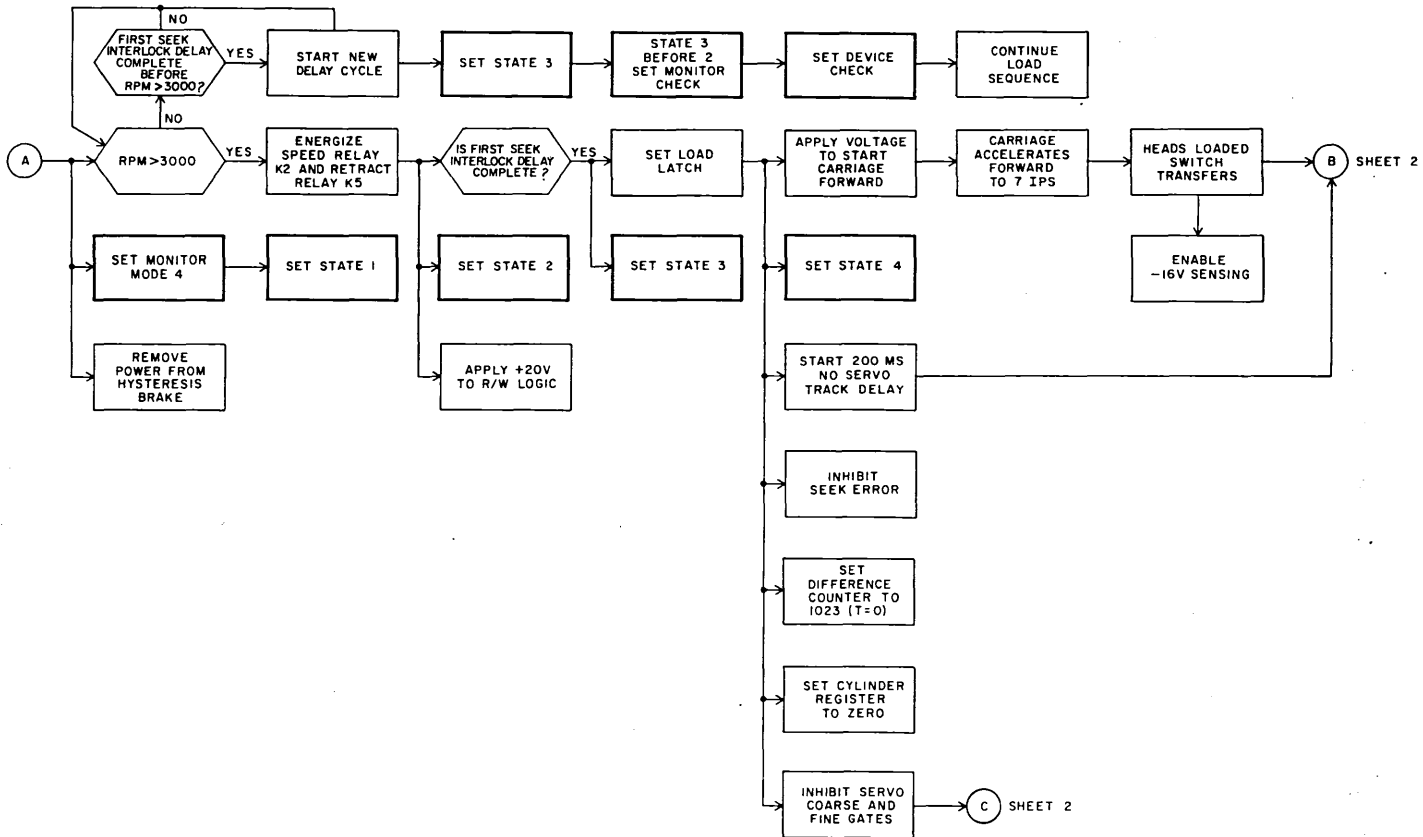 NO
FIRST SEEK
INTERLOCK DELAY
COMPLETE
BEFORE
RPM>3000?
YES
START NEW
DELAY CYCLE
SET STATE 3
STATE 3
BEFORE 2
SET MONITOR
CHECK
SET DEVICE
CHECK
CONTINUE
LOAD
SEQUENCE
NO
A
RPM>3000
YES
ENERGIZE
SPEED RELAY
K2 AND RETRACT
RELAY K5
IS FIRST SEEK
INTERLOCK DELAY
COMPLETE?
YES
SET LOAD
LATCH
APPLY VOLTAGE
TO START
CARRIAGE
FORWARD
CARRIAGE
ACCELERATES
FORWARD
TO 7 IPS
HEADS LOADED
SWITCH
TRANSFERS
B
SHEET 2
SET MONITOR
MODE 4
SET STATE 1
SET STATE 2
SET STATE 3
SET STATE 4
ENABLE
-16V SENSING
REMOVE
POWER FROM
HYSTERESIS
BRAKE
APPLY +20V
TO R/W LOGIC
START 200 MS
NO SERVO
TRACK DELAY
INHIBIT
SEEK ERROR
SET
DIFFERENCE
COUNTER TO
1023 (T=0)
SET CYLINDER
REGISTER
TO ZERO
INHIBIT SERVO
COARSE AND
FINE GATES
C
SHEET 2